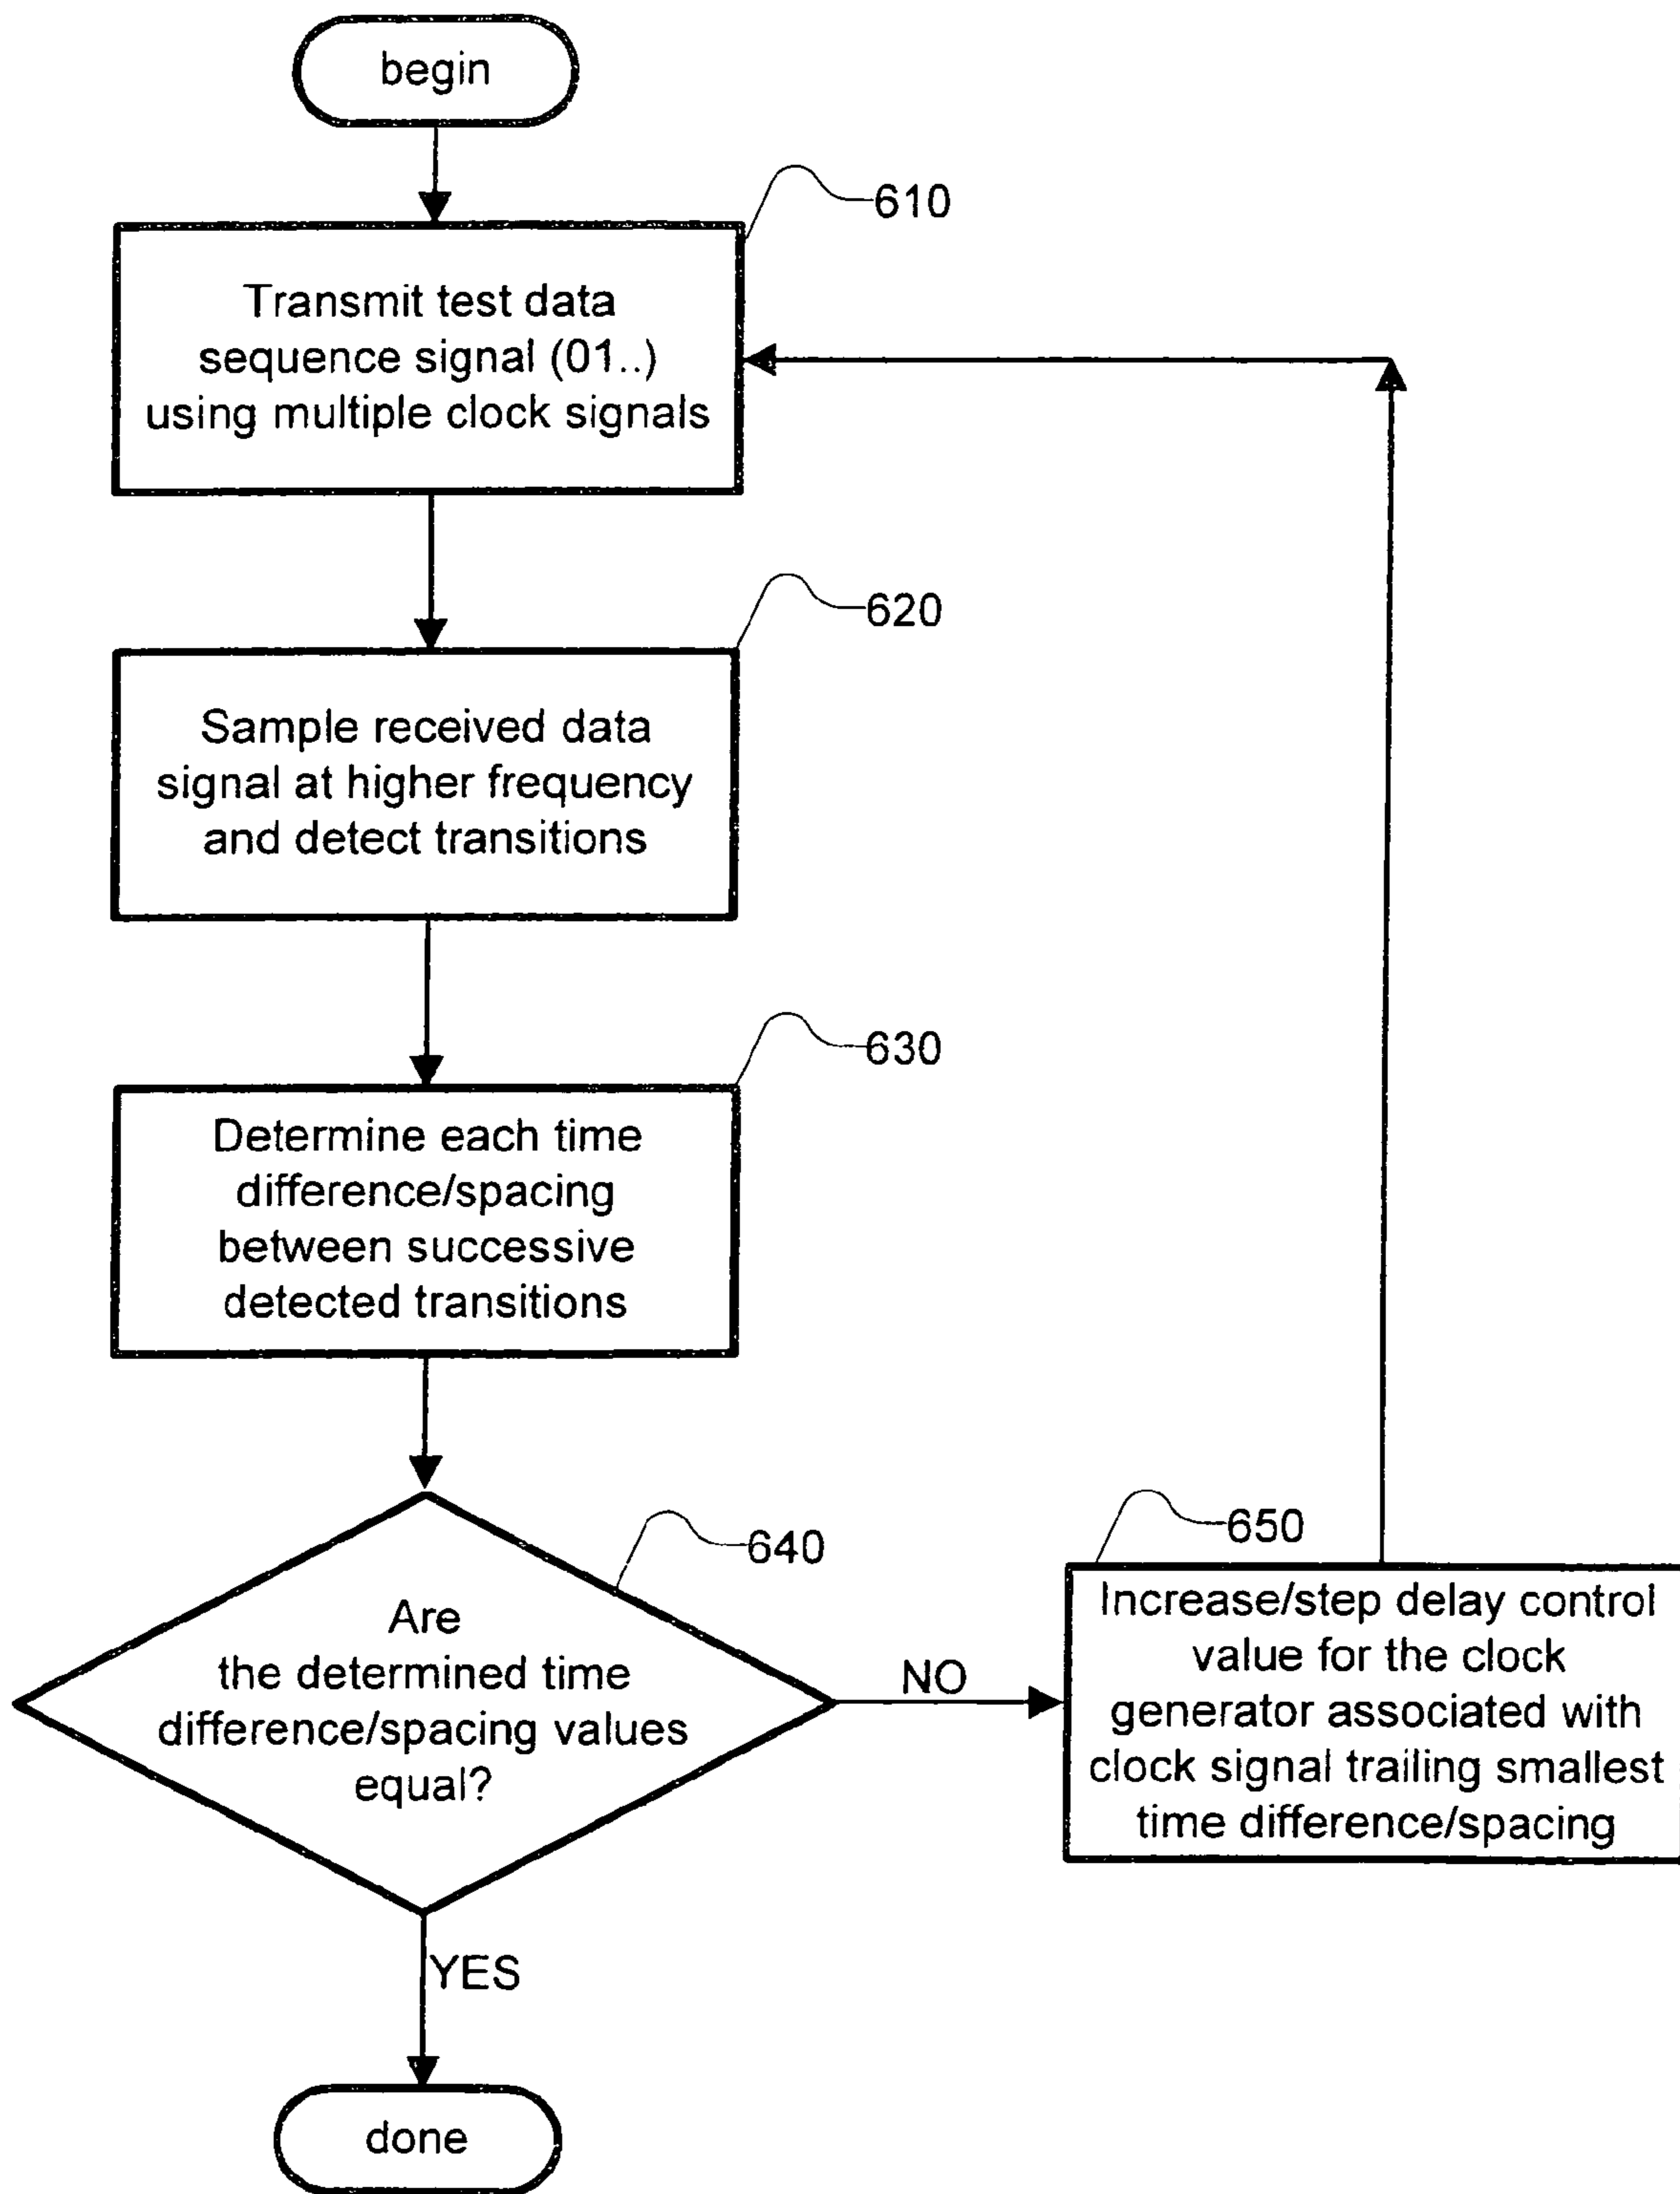 begin
610
Transmit test data
sequence signal (01..)
using multiple clock signals
620
Sample received data
signal at higher frequency
and detect transitions
630
Determine each time
difference/spacing
between successive
detected transitions
640
Are
the determined time
difference/spacing values
equal?
NO
650
Increase/step delay control
value for the clock
generator associated with
clock signal trailing smallest
time difference/spacing
YES
done